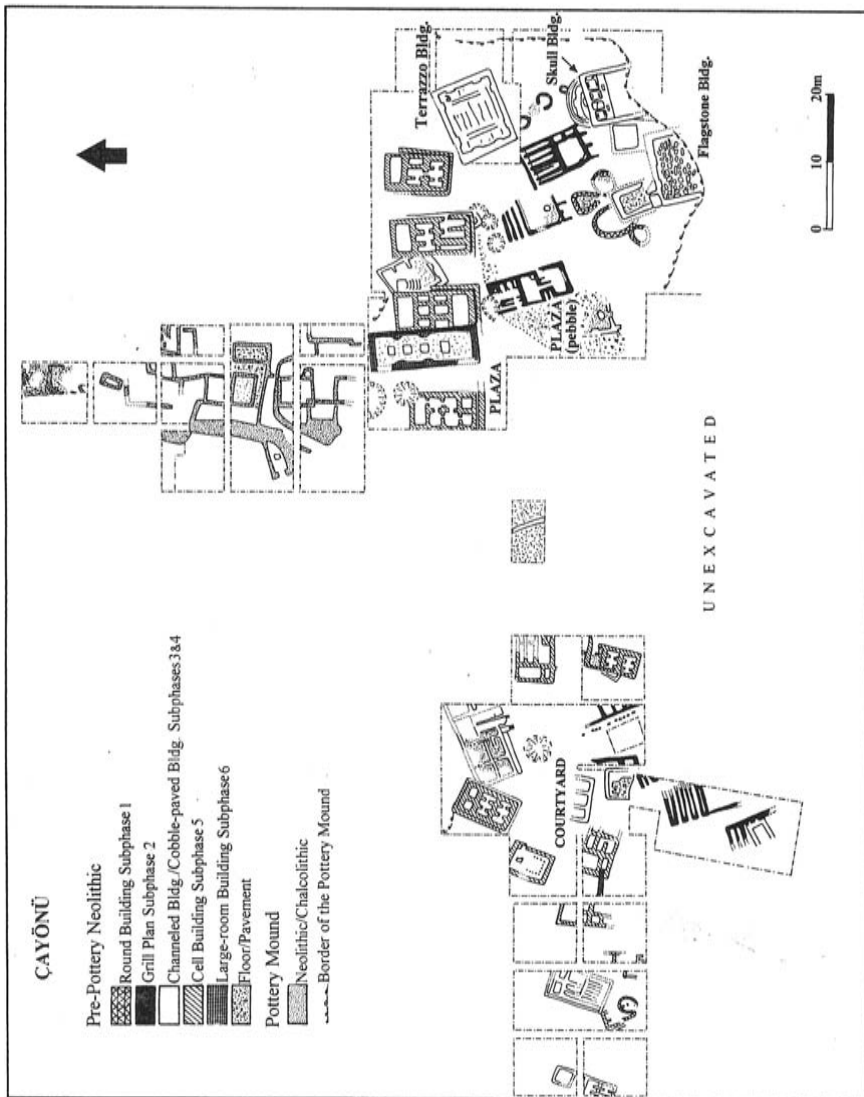 ÇAYÖNÜ
Pre-Pottery Neolithic
Round Building Subphase 1
Grill Plan Subphase 2
Channeled Bldg./Cobble-paved Bldg. Subphases 3&4
Cell Building Subphase 5
Large-room Building Subphase 6
Floor/Pavement
Pottery Mound
Neolithic/Chalcolithic
Border of the Pottery Mound
COURTYARD
UNEXCAVATED
PLAZA
PLAZA
(pebble)
Terrazzo Bldg.
Skull Bldg.
Flagstone Bldg.
0
10
20m